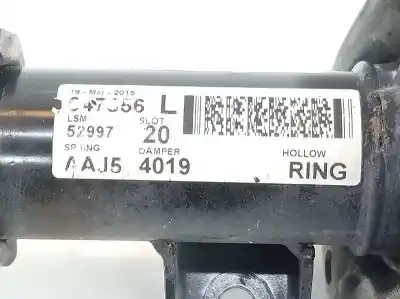 19 - Mar - 2015
L
LSM SLOT
52997 20
SPRING DAMPER HOLLOW
AAJ5 4019 RING